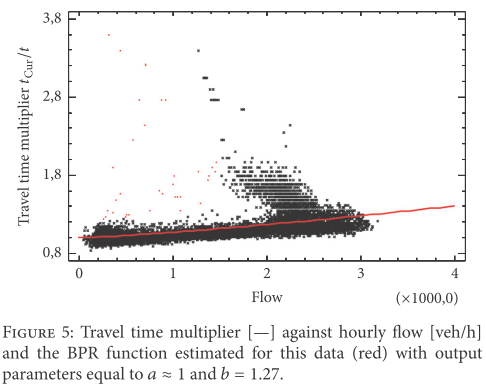 3,8
2,8
1,8
0,8
Travel time multiplier t_Cur/t
0 1 2 3 4
Flow (×1000,0)
FIGURE 5: Travel time multiplier [—] against hourly flow [veh/h]
and the BPR function estimated for this data (red) with output
parameters equal to a ≈ 1 and b = 1.27.